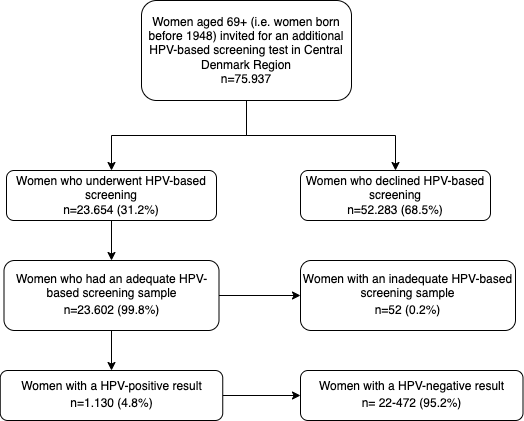 Women aged 69+ (i.e. women born
before 1948) invited for an additional
HPV-based screening test in Central
Denmark Region
n=75.937
Women who underwent HPV-based
screening
n=23.654 (31.2%)
Women who declined HPV-based
screening
n=52.283 (68.5%)
Women who had an adequate HPV-
based screening sample
n=23.602 (99.8%)
Women with an inadequate HPV-based
screening sample
n=52 (0.2%)
Women with a HPV-positive result
n=1.130 (4.8%)
Women with a HPV-negative result
n= 22-472 (95.2%)